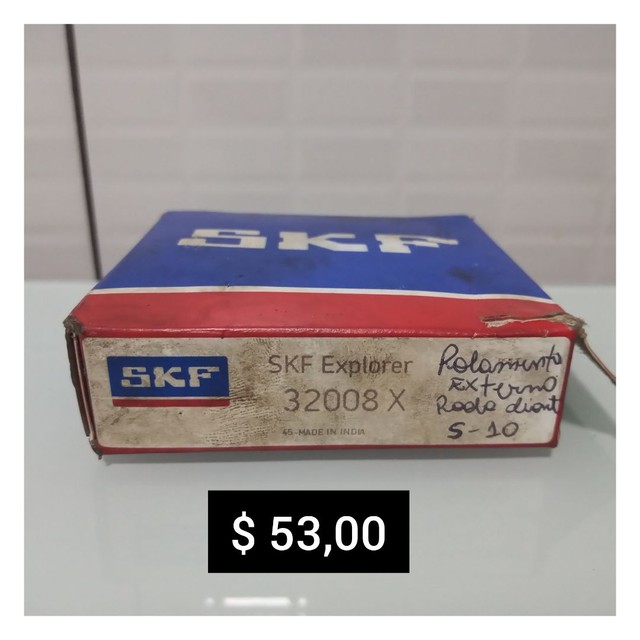 SKF
SKF
SKF Explorer
32008 X
45-MADE IN INDIA
Rolamento
Externo
Roda diant
S-10
$ 53,00